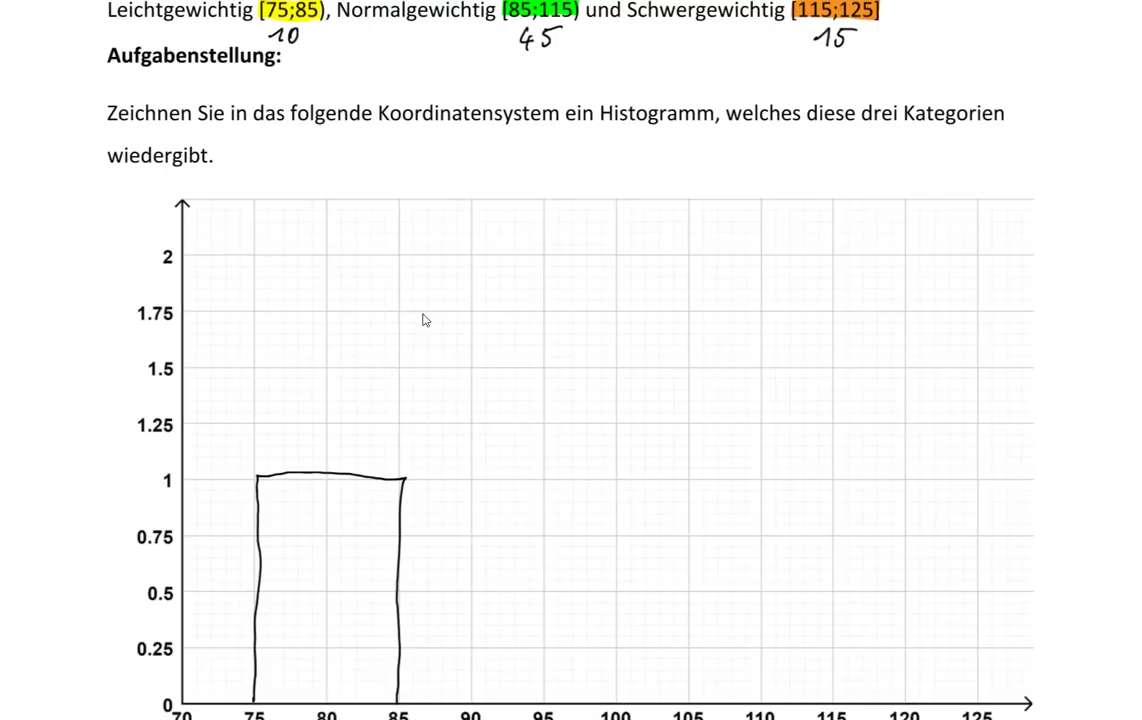 Leichtgewichtig [75;85), Normalgewichtig [85;115) und Schwergewichtig [115;125]
10 45 15
Aufgabenstellung:
Zeichnen Sie in das folgende Koordinatensystem ein Histogramm, welches diese drei Kategorien
wiedergibt.
2
1.75
1.5
1.25
1
0.75
0.5
0.25
0
70 75 80 85 90 95 100 105 110 115 120 125